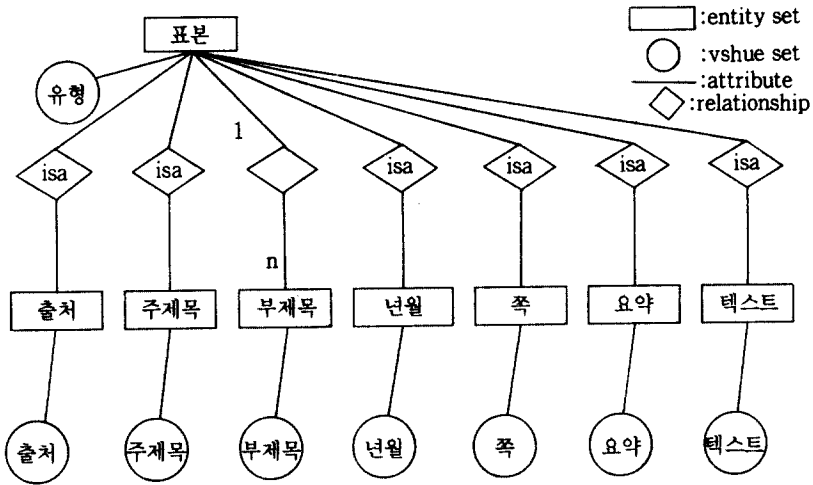 표본
:entity set
:vshue set
:attribute
:relationship
유형
1
isa
isa
isa
isa
isa
isa
n
출처
주제목
부제목
년월
쪽
요약
텍스트
출처
주제목
부제목
년월
쪽
요약
텍스트